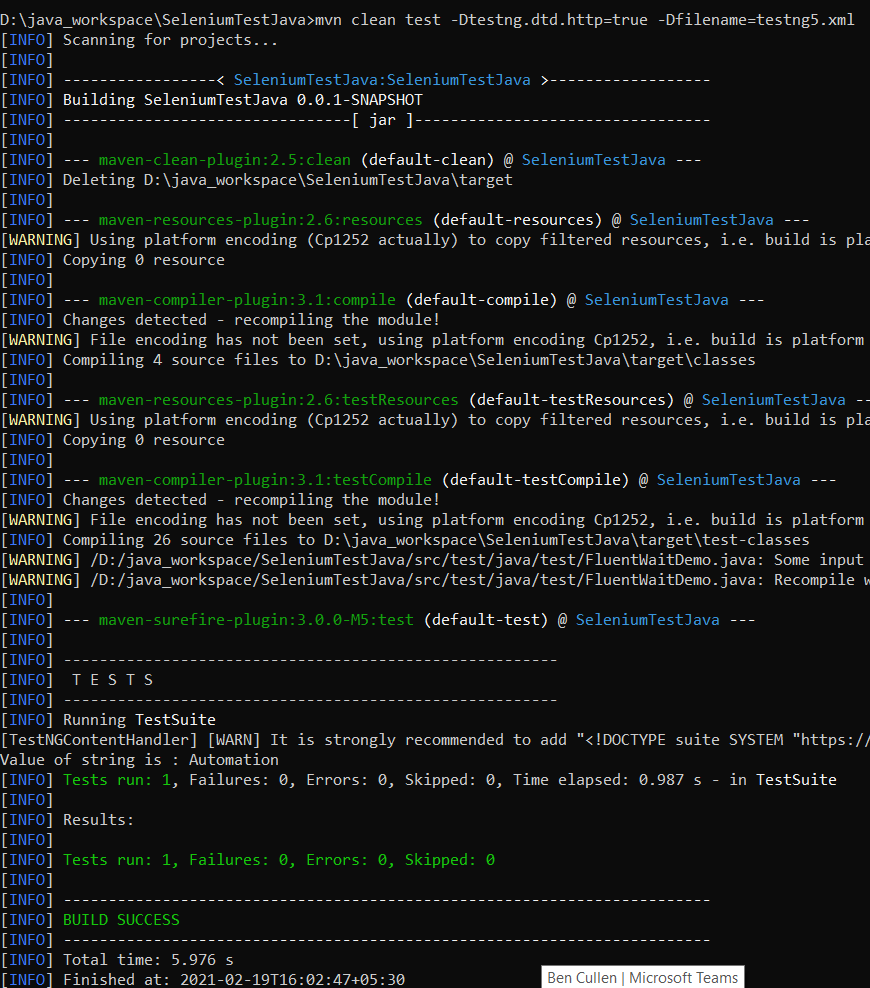 D:\java_workspace\SeleniumTestJava>mvn clean test -Dtestng.dtd.http=true -Dfilename=testng5.xml
[INFO] Scanning for projects...
[INFO]
[INFO] -----------------< SeleniumTestJava:SeleniumTestJava >------------------
[INFO] Building SeleniumTestJava 0.0.1-SNAPSHOT
[INFO] --------------------------------[ jar ]---------------------------------
[INFO]
[INFO] --- maven-clean-plugin:2.5:clean (default-clean) @ SeleniumTestJava ---
[INFO] Deleting D:\java_workspace\SeleniumTestJava\target
[INFO]
[INFO] --- maven-resources-plugin:2.6:resources (default-resources) @ SeleniumTestJava ---
[WARNING] Using platform encoding (Cp1252 actually) to copy filtered resources, i.e. build is pla
[INFO] Copying 0 resource
[INFO]
[INFO] --- maven-compiler-plugin:3.1:compile (default-compile) @ SeleniumTestJava ---
[INFO] Changes detected - recompiling the module!
[WARNING] File encoding has not been set, using platform encoding Cp1252, i.e. build is platform
[INFO] Compiling 4 source files to D:\java_workspace\SeleniumTestJava\target\classes
[INFO]
[INFO] --- maven-resources-plugin:2.6:testResources (default-testResources) @ SeleniumTestJava --
[WARNING] Using platform encoding (Cp1252 actually) to copy filtered resources, i.e. build is pla
[INFO] Copying 0 resource
[INFO]
[INFO] --- maven-compiler-plugin:3.1:testCompile (default-testCompile) @ SeleniumTestJava ---
[INFO] Changes detected - recompiling the module!
[WARNING] File encoding has not been set, using platform encoding Cp1252, i.e. build is platform
[INFO] Compiling 26 source files to D:\java_workspace\SeleniumTestJava\target\test-classes
[WARNING] /D:/java_workspace/SeleniumTestJava/src/test/java/test/FluentWaitDemo.java: Some input
[WARNING] /D:/java_workspace/SeleniumTestJava/src/test/java/test/FluentWaitDemo.java: Recompile w
[INFO]
[INFO] --- maven-surefire-plugin:3.0.0-M5:test (default-test) @ SeleniumTestJava ---
[INFO]
[INFO] -------------------------------------------------------
[INFO]  T E S T S
[INFO] -------------------------------------------------------
[INFO] Running TestSuite
[TestNGContentHandler] [WARN] It is strongly recommended to add "<!DOCTYPE suite SYSTEM "https://
Value of string is : Automation
[INFO] Tests run: 1, Failures: 0, Errors: 0, Skipped: 0, Time elapsed: 0.987 s - in TestSuite
[INFO]
[INFO] Results:
[INFO]
[INFO] Tests run: 1, Failures: 0, Errors: 0, Skipped: 0
[INFO]
[INFO] ------------------------------------------------------------------------
[INFO] BUILD SUCCESS
[INFO] ------------------------------------------------------------------------
[INFO] Total time: 5.976 s
[INFO] Finished at: 2021-02-19T16:02:47+05:30
Ben Cullen | Microsoft Teams